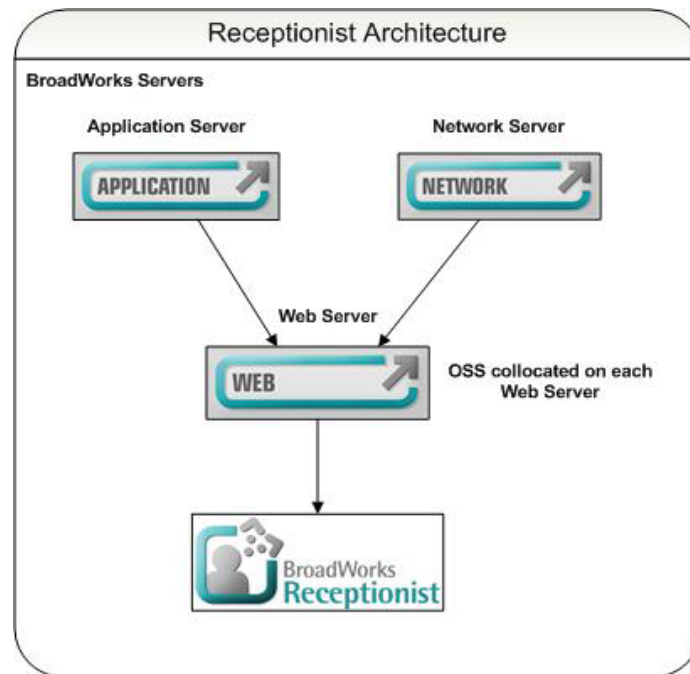 Receptionist Architecture
BroadWorks Servers
Application Server
Network Server
APPLICATION
NETWORK
Web Server
WEB
OSS collocated on each
Web Server
BroadWorks
Receptionist